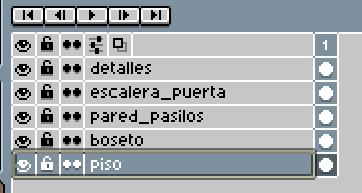 1
detalles
escalera_puerta
pared_pasilos
boseto
piso